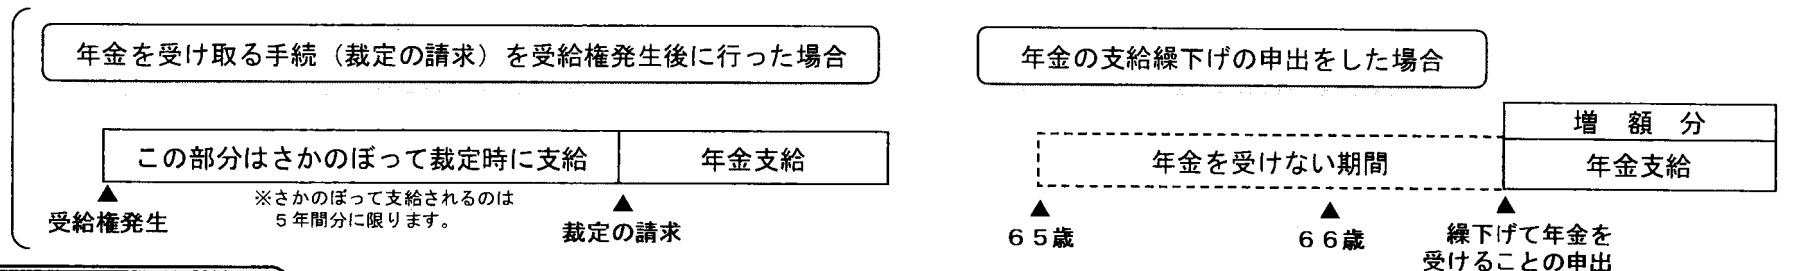 年金を受け取る手続（裁定の請求）を受給権発生後に行った場合
この部分はさかのぼって裁定時に支給
年金支給
▲
※さかのぼって支給されるのは
５年間分に限ります。
▲
受給権発生
裁定の請求
年金の支給繰下げの申出をした場合
増　額　分
年金を受けない期間
年金支給
▲
▲
▲
６５歳
６６歳
繰下げて年金を
受けることの申出